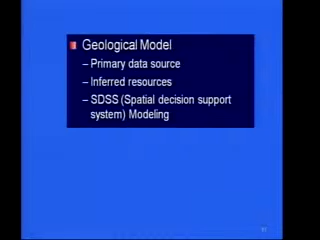 Geological Model
– Primary data source
– Inferred resources
– SDSS (Spatial decision support
system) Modeling